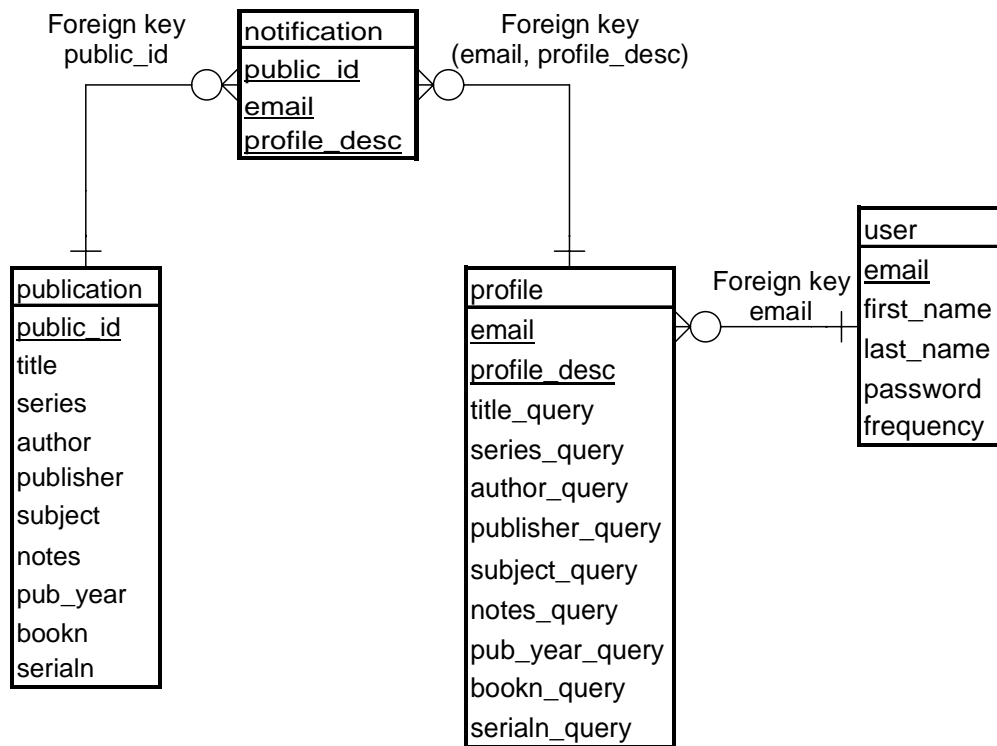 Foreign key
public_id
notification
public_id
email
profile_desc
Foreign key
(email, profile_desc)
publication
public_id
title
series
author
publisher
subject
notes
pub_year
bookn
serialn
profile
email
profile_desc
title_query
series_query
author_query
publisher_query
subject_query
notes_query
pub_year_query
bookn_query
serialn_query
Foreign key
email
user
email
first_name
last_name
password
frequency